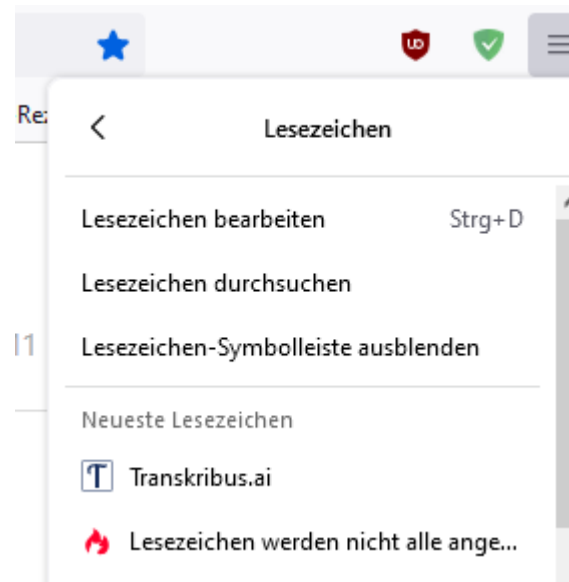 Lesezeichen
Lesezeichen bearbeiten Strg+D
Lesezeichen durchsuchen
Lesezeichen-Symbolleiste ausblenden
Neueste Lesezeichen
Transkribus.ai
Lesezeichen werden nicht alle ange...